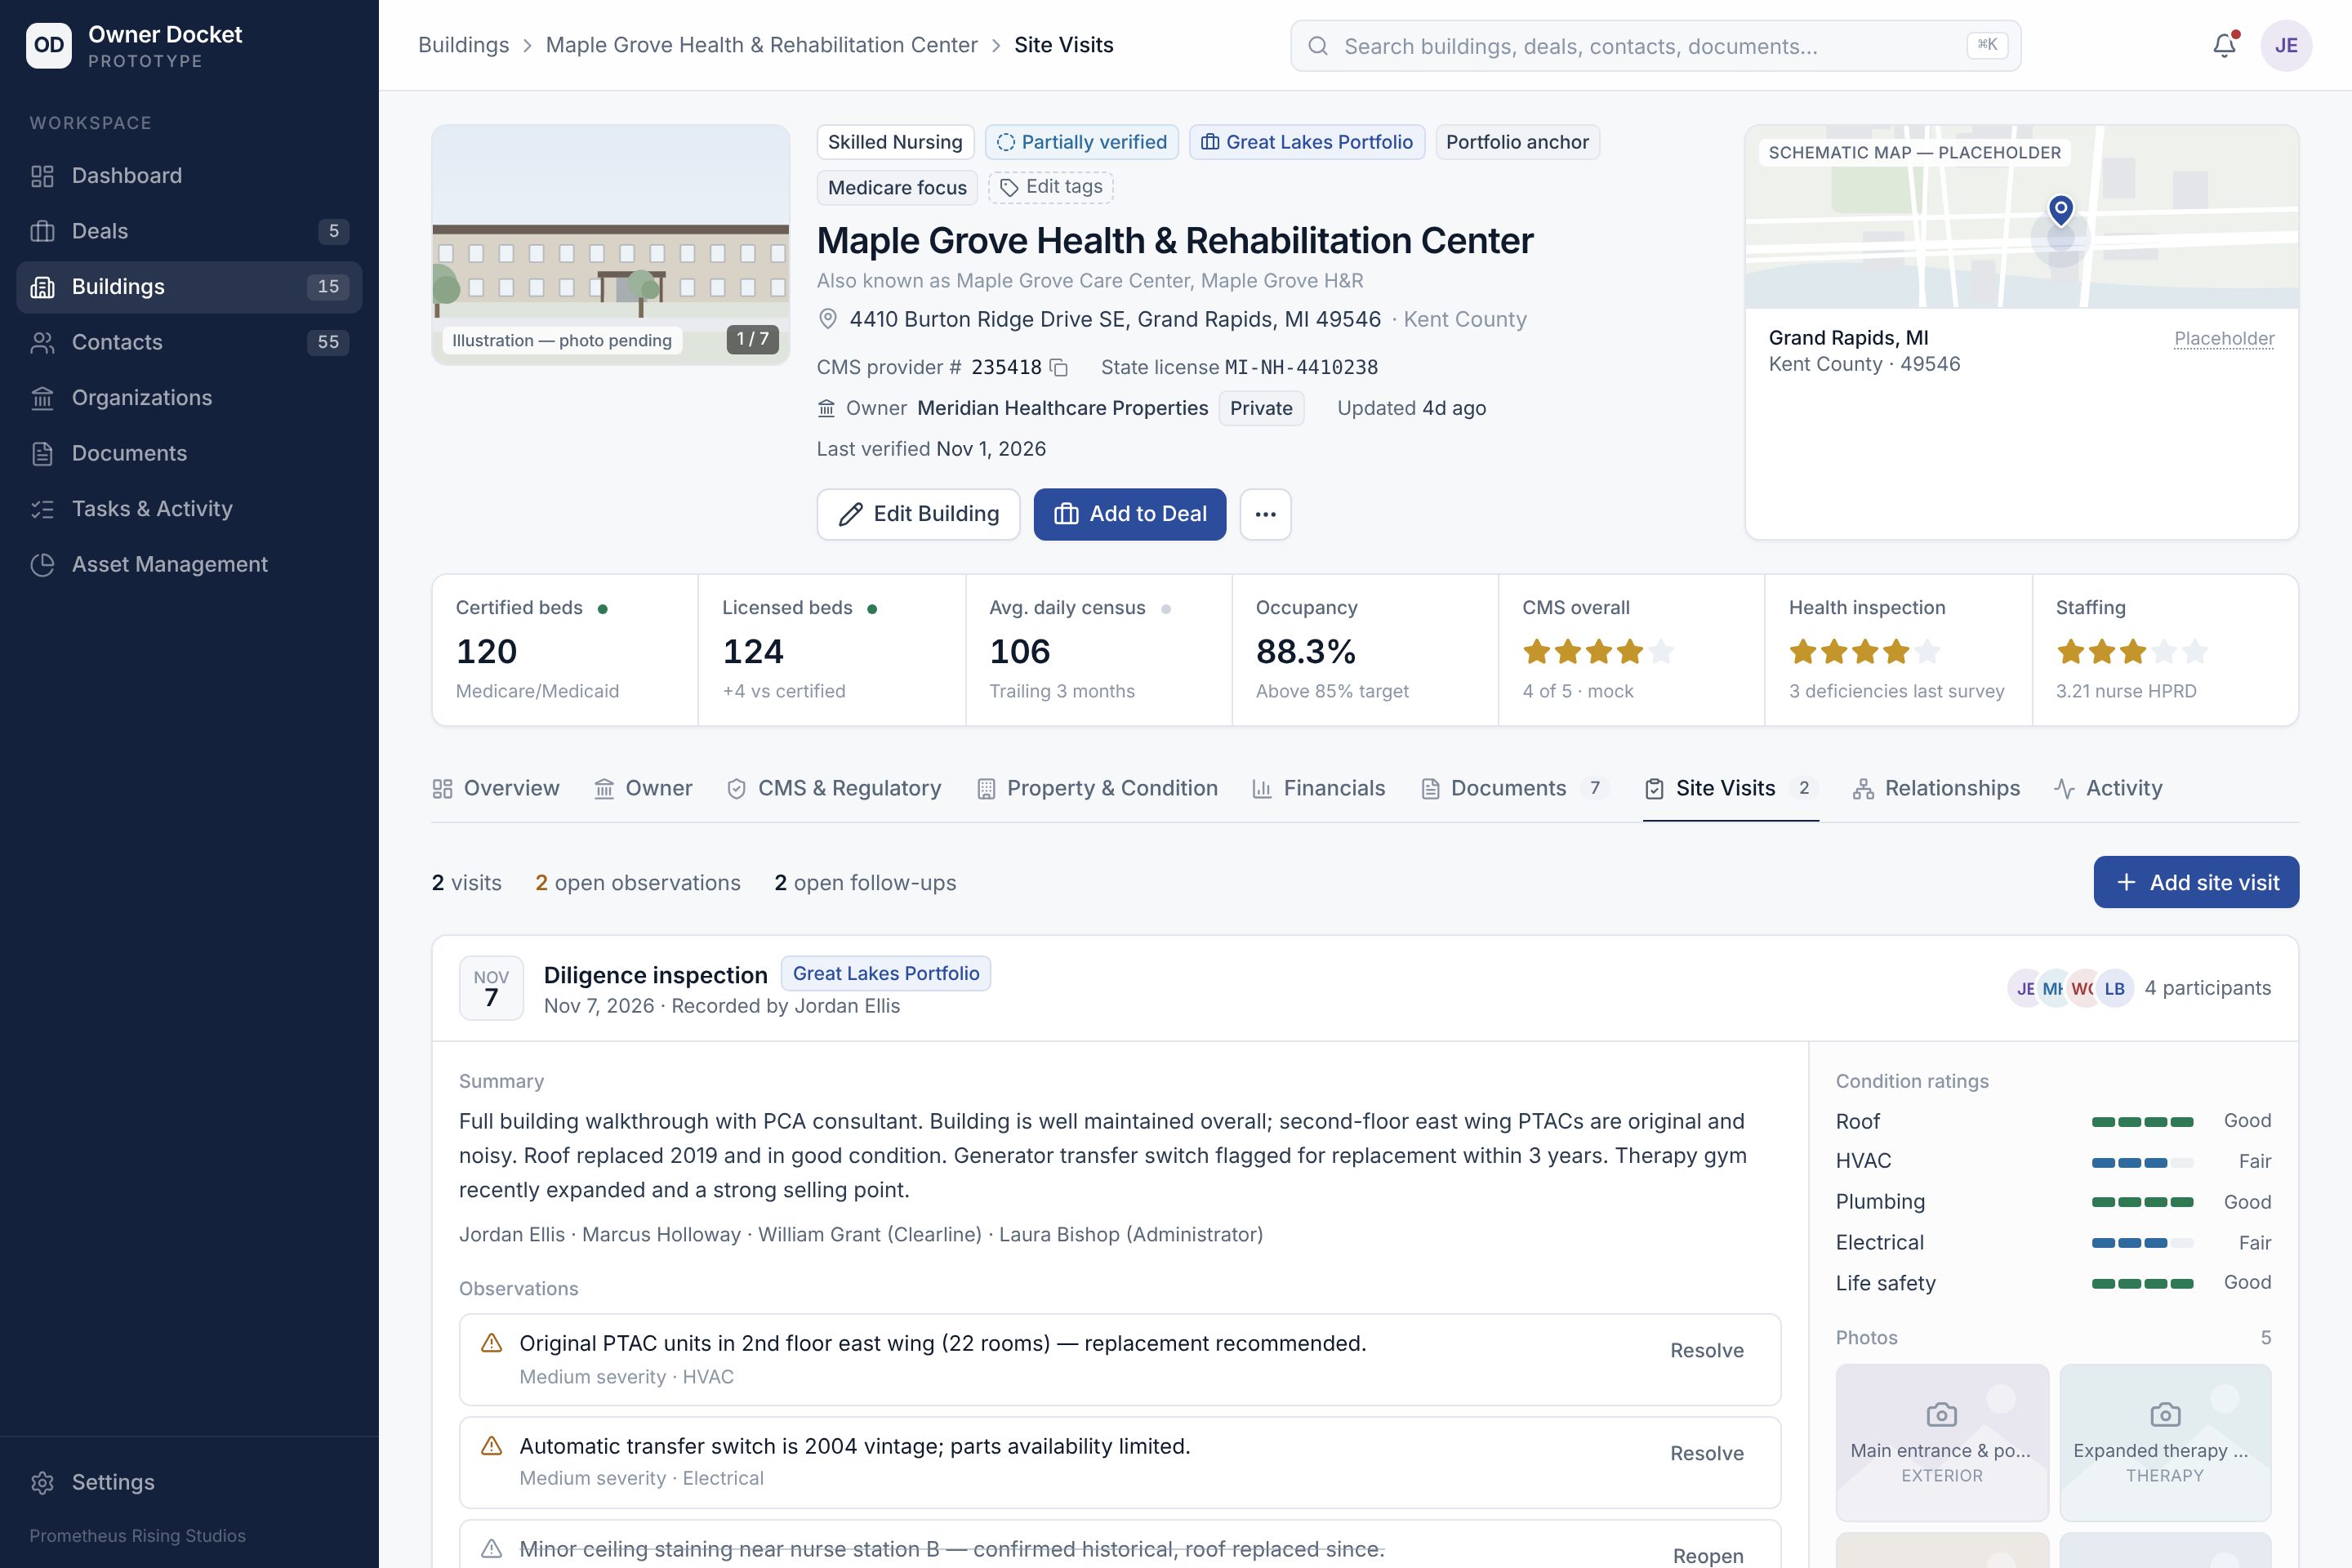 OD
Owner Docket
PROTOTYPE
WORKSPACE
Dashboard
Deals 5
Buildings 15
Contacts 55
Organizations
Documents
Tasks & Activity
Asset Management
Settings
Prometheus Rising Studios
Buildings > Maple Grove Health & Rehabilitation Center > Site Visits
Search buildings, deals, contacts, documents... ⌘K
JE
Illustration — photo pending 1 / 7
Skilled Nursing Partially verified Great Lakes Portfolio Portfolio anchor
Medicare focus Edit tags
Maple Grove Health & Rehabilitation Center
Also known as Maple Grove Care Center, Maple Grove H&R
4410 Burton Ridge Drive SE, Grand Rapids, MI 49546 · Kent County
CMS provider # 235418 State license MI-NH-4410238
Owner Meridian Healthcare Properties Private Updated 4d ago
Last verified Nov 1, 2026
Edit Building Add to Deal
SCHEMATIC MAP — PLACEHOLDER
Grand Rapids, MI Placeholder
Kent County · 49546
Certified beds
120
Medicare/Medicaid
Licensed beds
124
+4 vs certified
Avg. daily census
106
Trailing 3 months
Occupancy
88.3%
Above 85% target
CMS overall
4 of 5 · mock
Health inspection
3 deficiencies last survey
Staffing
3.21 nurse HPRD
Overview Owner CMS & Regulatory Property & Condition Financials Documents 7 Site Visits 2 Relationships Activity
2 visits 2 open observations 2 open follow-ups
Add site visit
NOV
7
Diligence inspection Great Lakes Portfolio
Nov 7, 2026 · Recorded by Jordan Ellis
JE LB 4 participants
Summary
Full building walkthrough with PCA consultant. Building is well maintained overall; second-floor east wing PTACs are original and
noisy. Roof replaced 2019 and in good condition. Generator transfer switch flagged for replacement within 3 years. Therapy gym
recently expanded and a strong selling point.
Jordan Ellis · Marcus Holloway · William Grant (Clearline) · Laura Bishop (Administrator)
Observations
Original PTAC units in 2nd floor east wing (22 rooms) — replacement recommended.
Medium severity · HVAC
Resolve
Automatic transfer switch is 2004 vintage; parts availability limited.
Medium severity · Electrical
Resolve
Minor ceiling staining near nurse station B — confirmed historical, roof replaced since.
Reopen
Condition ratings
Roof Good
HVAC Fair
Plumbing Good
Electrical Fair
Life safety Good
Photos 5
Main entrance & po...
EXTERIOR
Expanded therapy ...
THERAPY